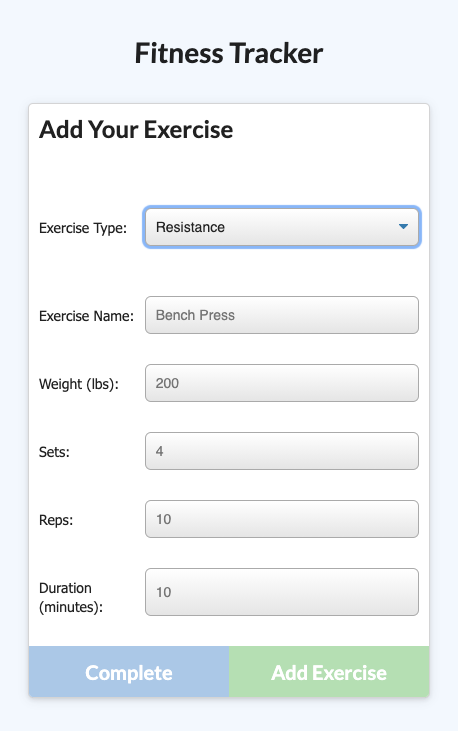 Fitness Tracker
Add Your Exercise
Exercise Type: Resistance
Exercise Name: Bench Press
Weight (lbs): 200
Sets: 4
Reps: 10
Duration
(minutes): 10
Complete Add Exercise